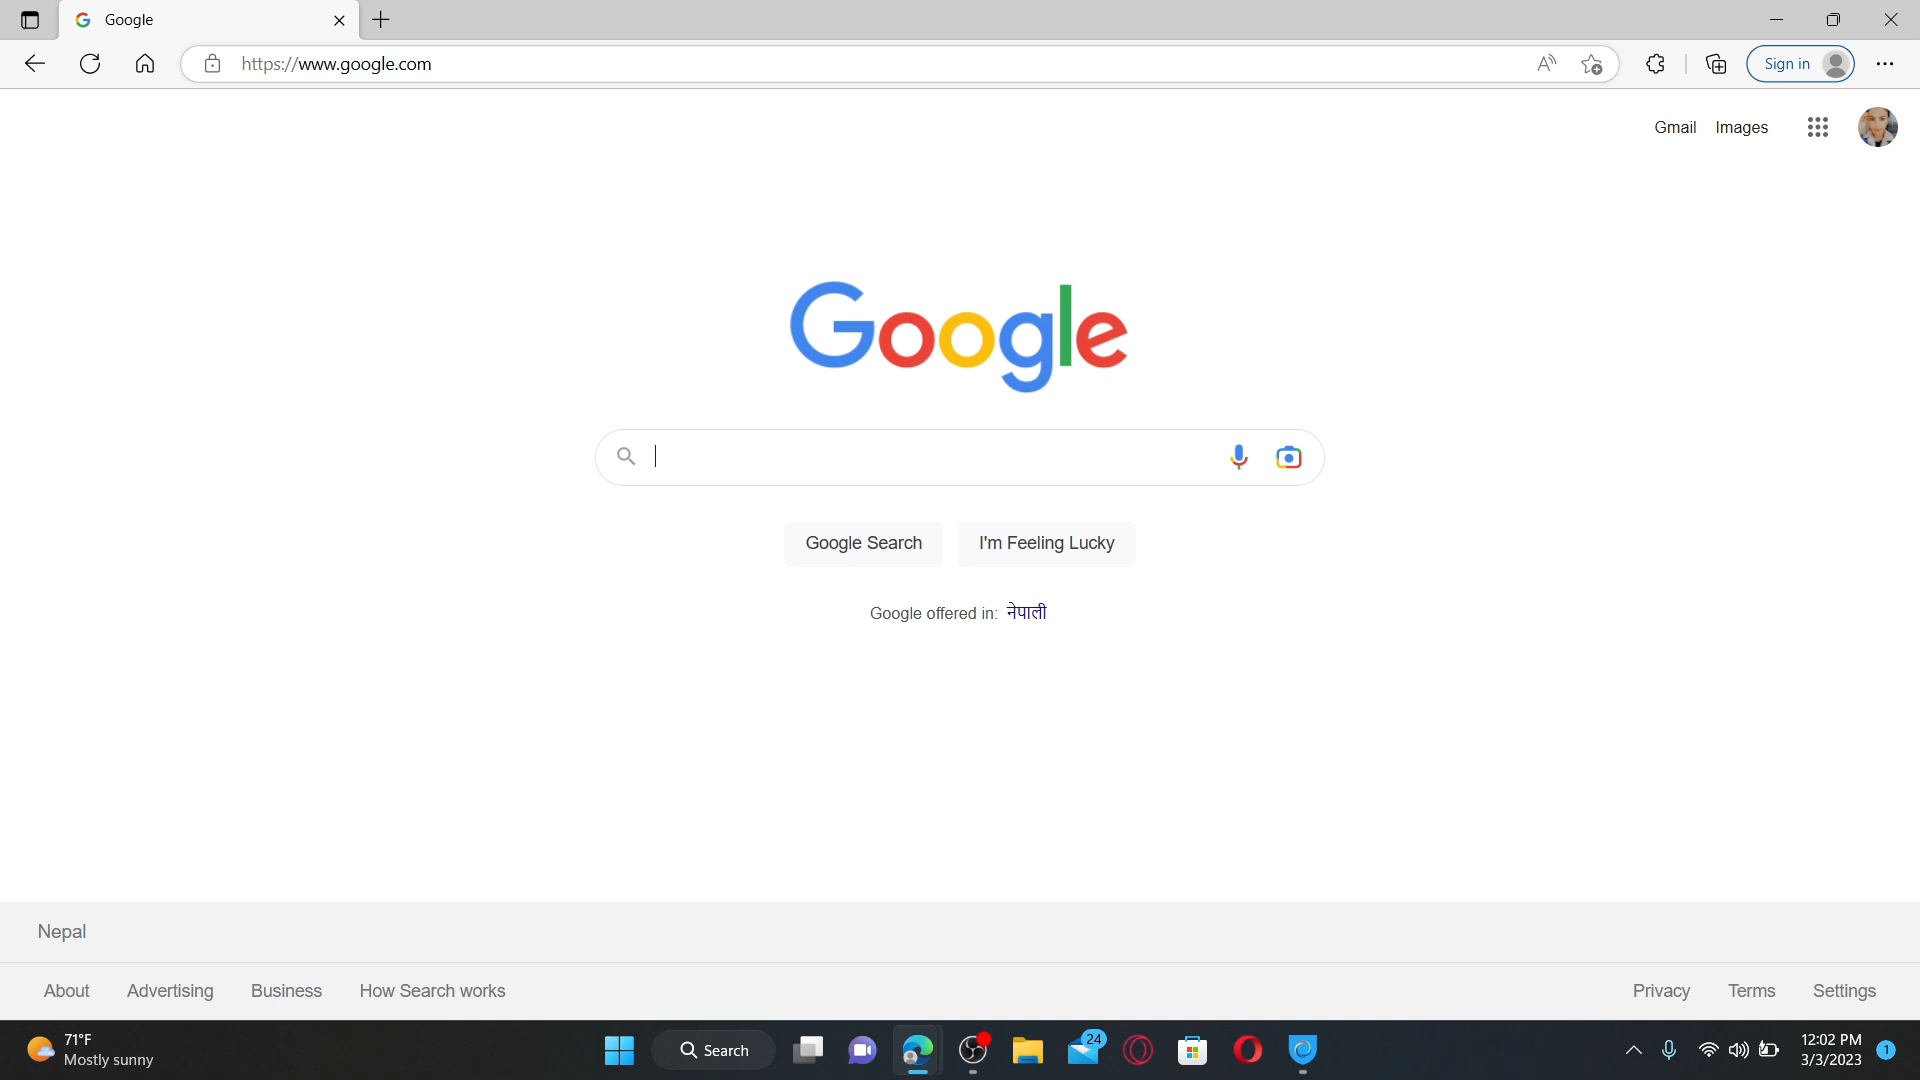 Google
https://www.google.com
Sign in
Gmail Images
Google
Google Search I'm Feeling Lucky
Google offered in: नेपाली
Nepal
About Advertising Business How Search works Privacy Terms Settings
71°F
Mostly sunny
Search
24
12:02 PM
3/3/2023
1